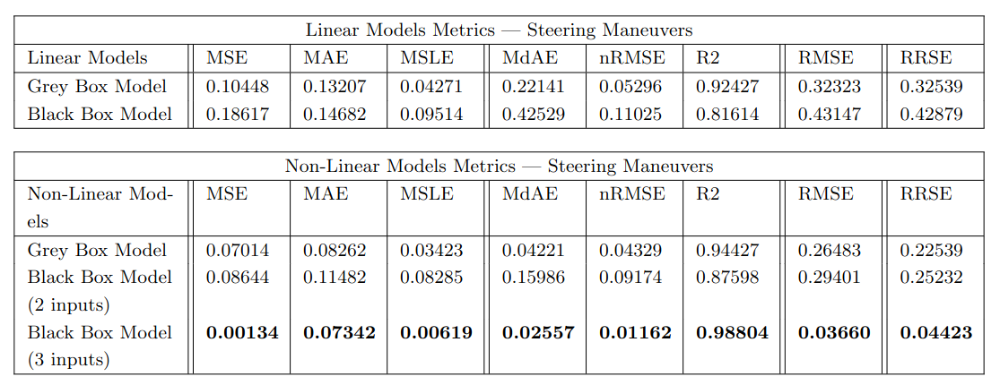 Linear Models Metrics — Steering Maneuvers
Linear Models MSE MAE MSLE MdAE nRMSE R2 RMSE RRSE
Grey Box Model 0.10448 0.13207 0.04271 0.22141 0.05296 0.92427 0.32323 0.32539
Black Box Model 0.18617 0.14682 0.09514 0.42529 0.11025 0.81614 0.43147 0.42879
Non-Linear Models Metrics — Steering Maneuvers
Non-Linear Mod- MSE MAE MSLE MdAE nRMSE R2 RMSE RRSE
els
Grey Box Model 0.07014 0.08262 0.03423 0.04221 0.04329 0.94427 0.26483 0.22539
Black Box Model 0.08644 0.11482 0.08285 0.15986 0.09174 0.87598 0.29401 0.25232
(2 inputs)
Black Box Model 0.00134 0.07342 0.00619 0.02557 0.01162 0.98804 0.03660 0.04423
(3 inputs)